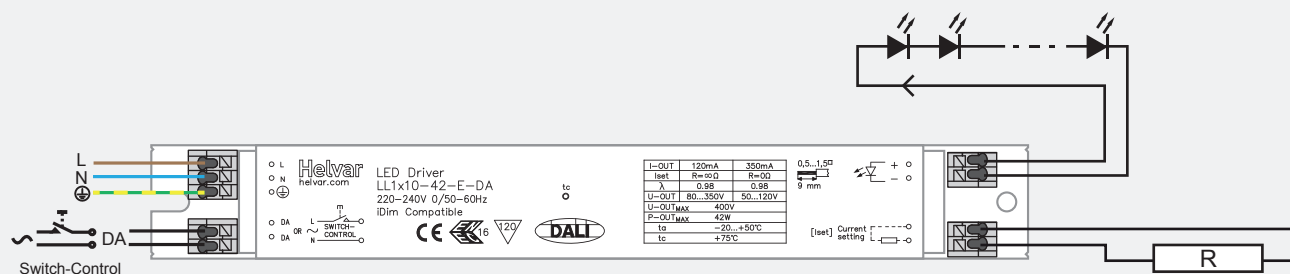 L
N
DA
Switch-Control
L
N
DA
DA
OR
L
m
SWITCH-
CONTROL
N
Helvar
helvar.com
LED Driver
LL1x10-42-E-DA
220-240V 0/50-60Hz
iDim Compatible
CE
16
120
tc
DALI
I-OUT 120mA 350mA
Iset R=∞Ω R=0Ω
λ 0.98 0.98
U-OUT 80...350V 50...120V
U-OUTMAX 400V
P-OUTMAX 42W
ta -20...+50°C
tc +75°C
0,5...1,5
9 mm
+
-
[Iset] Current
setting
R